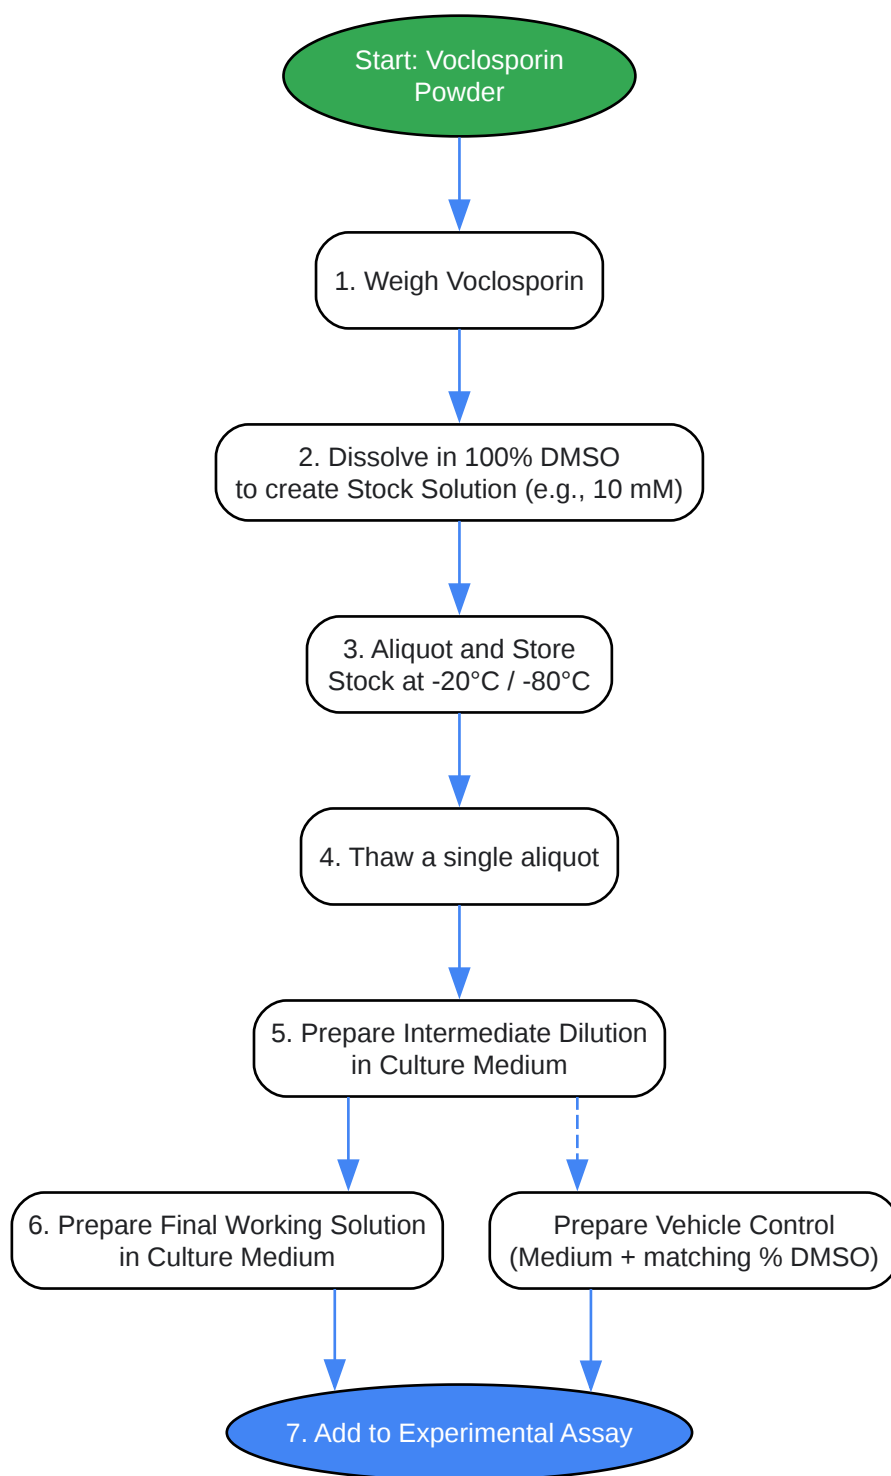 Start: Voclosporin
Powder
1. Weigh Voclosporin
2. Dissolve in 100% DMSO
to create Stock Solution (e.g., 10 mM)
3. Aliquot and Store
Stock at -20°C / -80°C
4. Thaw a single aliquot
5. Prepare Intermediate Dilution
in Culture Medium
6. Prepare Final Working Solution
in Culture Medium
Prepare Vehicle Control
(Medium + matching % DMSO)
7. Add to Experimental Assay